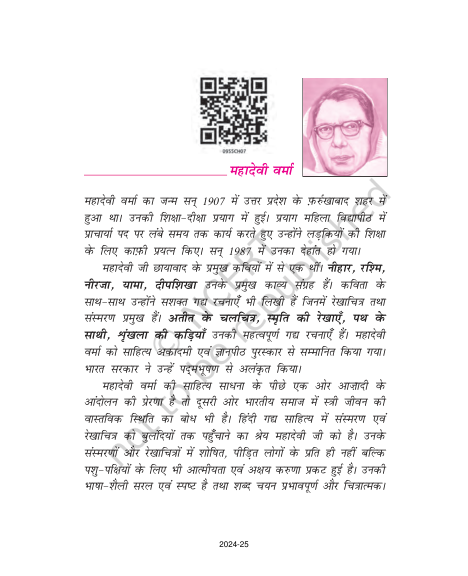 0955CH07
महादेवी वर्मा
महादेवी वर्मा का जन्म सन् 1907 में उत्तर प्रदेश के फ़र्रुखाबाद शहर में
हुआ था। उनकी शिक्षा-दीक्षा प्रयाग में हुई। प्रयाग महिला विद्यापीठ में
प्राचार्या पद पर लंबे समय तक कार्य करते हुए उन्होंने लड़कियों की शिक्षा
के लिए काफ़ी प्रयत्न किए। सन् 1987 में उनका देहांत हो गया।
महादेवी जी छायावाद के प्रमुख कवियों में से एक थीं। नीहार, रश्मि,
नीरजा, यामा, दीपशिखा उनके प्रमुख काव्य संग्रह हैं। कविता के
साथ-साथ उन्होंने सशक्त गद्य रचनाएँ भी लिखी हैं जिनमें रेखाचित्र तथा
संस्मरण प्रमुख हैं। अतीत के चलचित्र, स्मृति की रेखाएँ, पथ के
साथी, शृंखला की कड़ियाँ उनकी महत्वपूर्ण गद्य रचनाएँ हैं। महादेवी
वर्मा को साहित्य अकादमी एवं ज्ञानपीठ पुरस्कार से सम्मानित किया गया।
भारत सरकार ने उन्हें पद्मभूषण से अलंकृत किया।
महादेवी वर्मा की साहित्य साधना के पीछे एक ओर आज़ादी के
आंदोलन की प्रेरणा है तो दूसरी ओर भारतीय समाज में स्त्री जीवन की
वास्तविक स्थिति का बोध भी है। हिंदी गद्य साहित्य में संस्मरण एवं
रेखाचित्र को बुलंदियों तक पहुँचाने का श्रेय महादेवी जी को है। उनके
संस्मरणों और रेखाचित्रों में शोषित, पीड़ित लोगों के प्रति ही नहीं बल्कि
पशु-पक्षियों के लिए भी आत्मीयता एवं अक्षय करुणा प्रकट हुई है। उनकी
भाषा-शैली सरल एवं स्पष्ट है तथा शब्द चयन प्रभावपूर्ण और चित्रात्मक।
© NCERT
not to be republished
2024-25